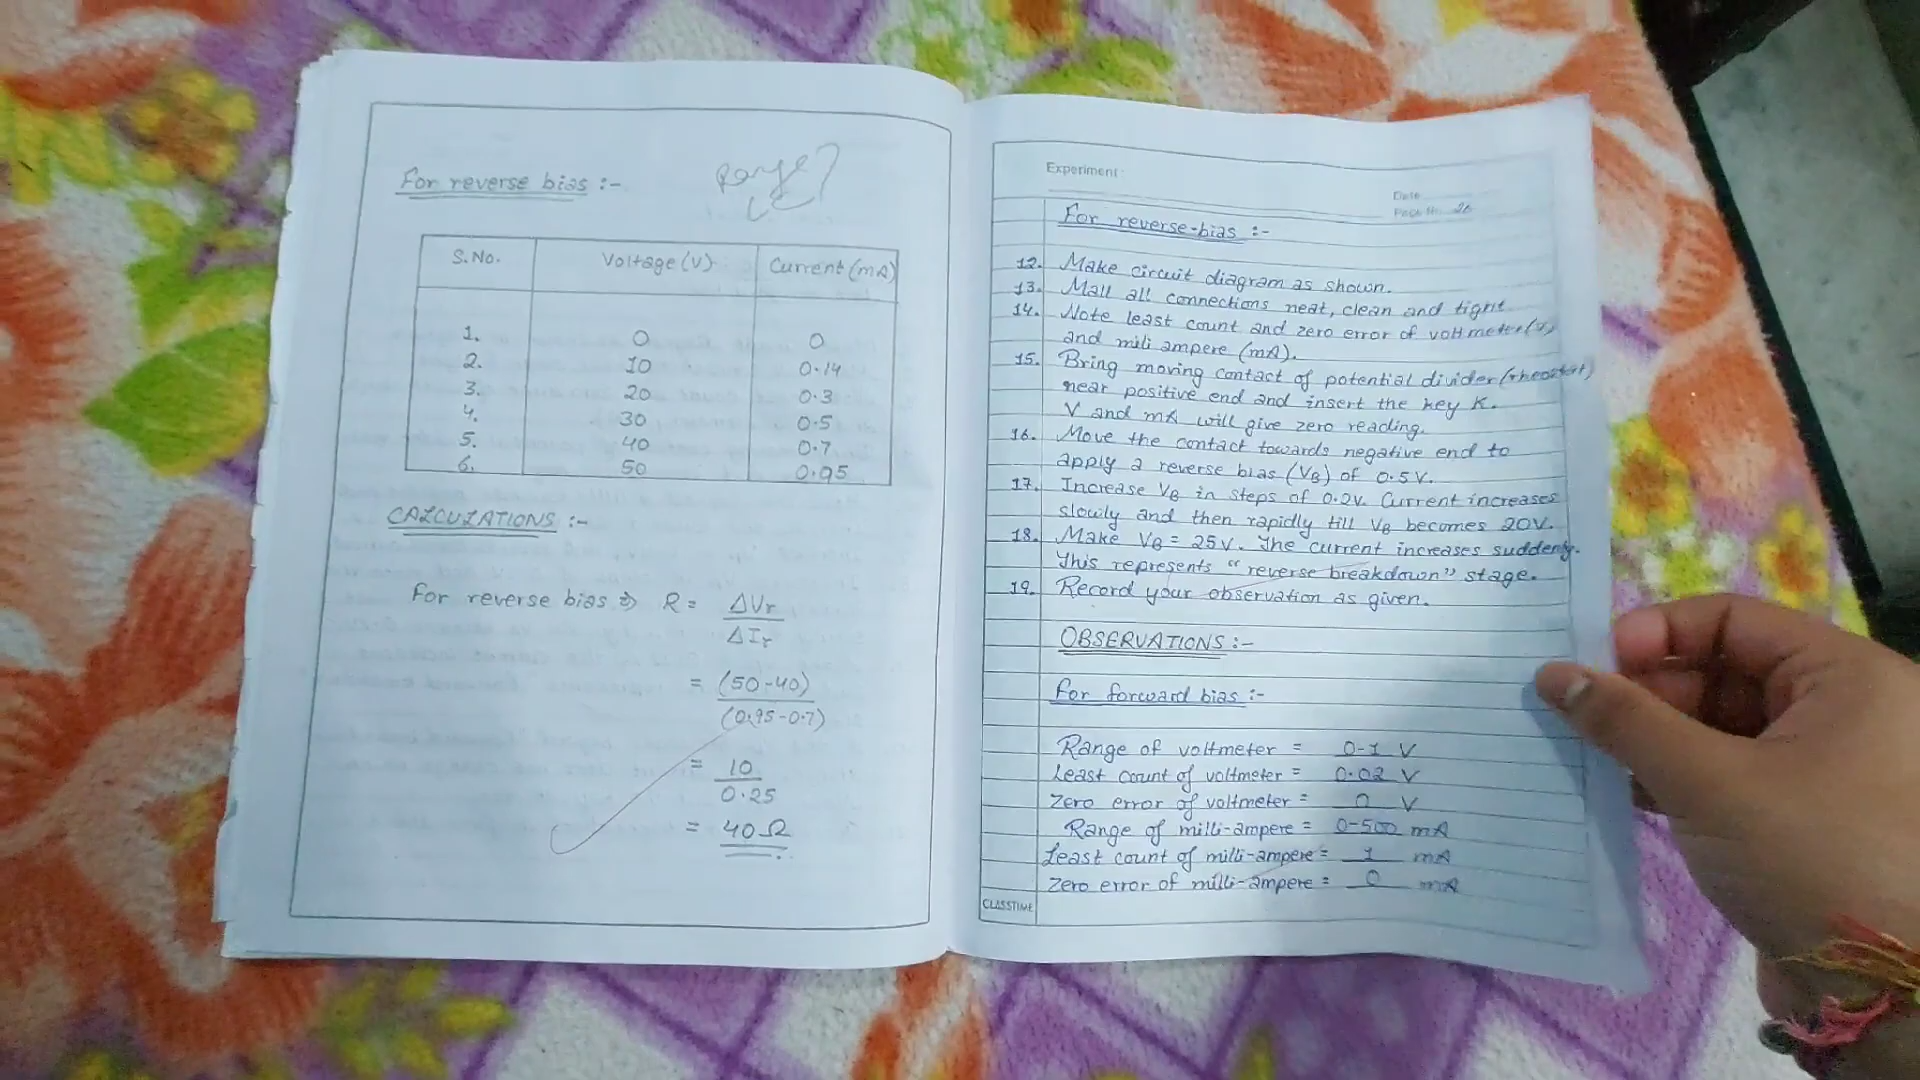 For reverse bias :-
Range?
LC
S.No. Voltage (V) Current (mA)
1. 0 0
2. 10 0.14
3. 20 0.3
4. 30 0.5
5. 40 0.7
6. 50 0.95
CALCULATIONS :-
For reverse bias ⇒ R = ΔVr
ΔIr
= (50-40)
(0.95-0.7)
= 10
0.25
= 40Ω
Experiment
Date
Page No. 26
For reverse-bias :-
12. Make circuit diagram as shown.
13. Mall all connections neat, clean and tight
14. Note least count and zero error of voltmeter (V)
and mili ampere (mA).
15. Bring moving contact of potential divider (rheostat)
near positive end and insert the key K.
V and mA will give zero reading.
16. Move the contact towards negative end to
apply a reverse bias (VB) of 0.5 V.
17. Increase VB in steps of 0.2V. Current increases
slowly and then rapidly till VB becomes 20V.
18. Make VB = 25V. The current increases suddenly.
This represents "reverse breakdown" stage.
19. Record your observation as given.
OBSERVATIONS :-
For forward bias :-
Range of voltmeter = 0-1 V
Least count of voltmeter = 0.02 V
Zero error of voltmeter = 0 V
Range of milli-ampere = 0-500 mA
Least count of milli-ampere = 1 mA
Zero error of milli-ampere = 0 mA
CLASSTIME